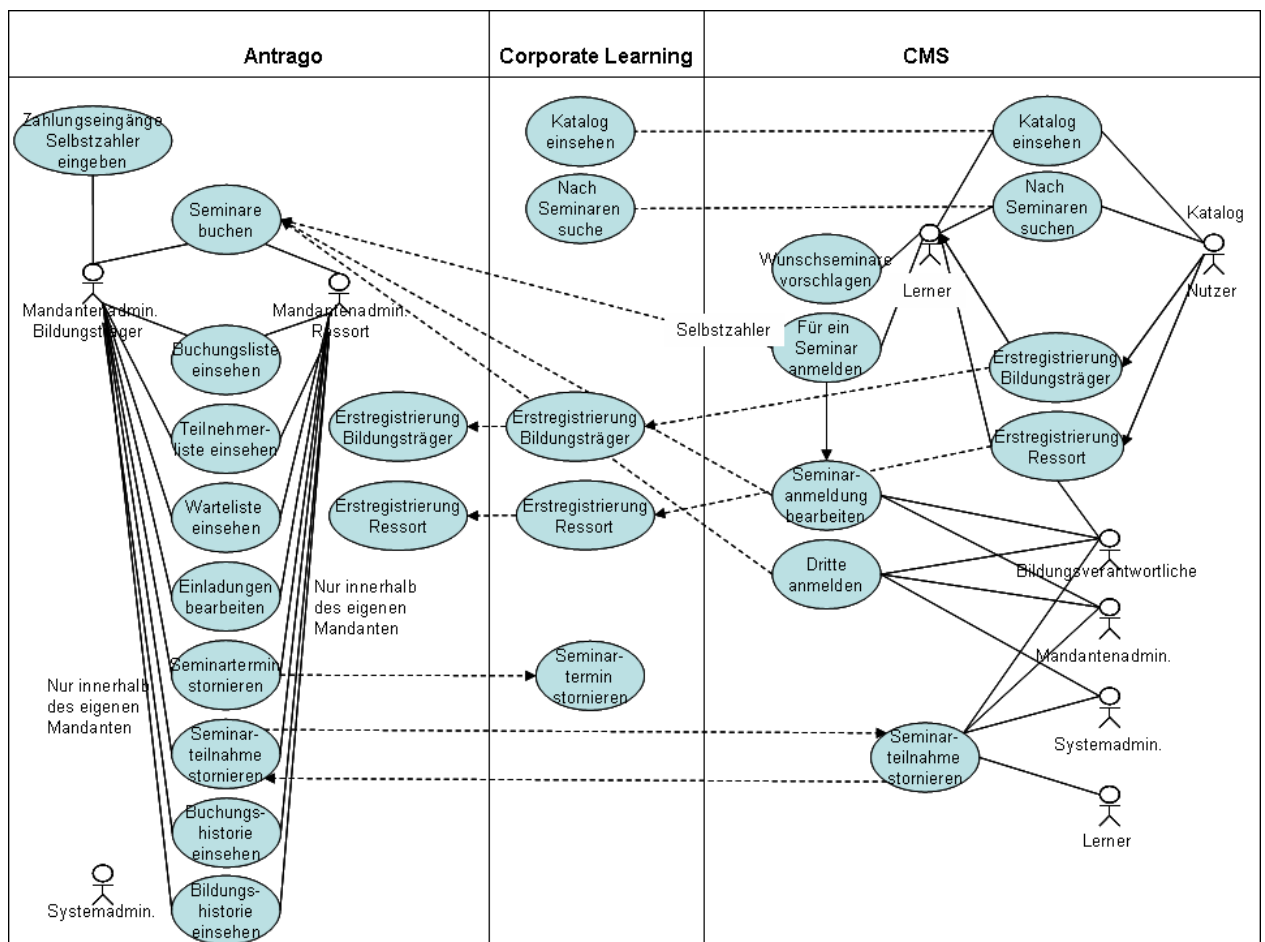 Antrago
Corporate Learning
CMS
Zahlungseingänge
Selbstzahler
eingeben
Seminare
buchen
Mandantenadmin.
Bildungsträger
Mandantenadmin.
Ressort
Buchungsliste
einsehen
Teilnehmer-
liste einsehen
Warteliste
einsehen
Einladungen
bearbeiten
Seminartermin
stornieren
Seminar-
teilnahme
stornieren
Buchungs-
historie
einsehen
Bildungs-
historie
einsehen
Systemadmin.
Nur innerhalb
des eigenen
Mandanten
Nur innerhalb
des eigenen
Mandanten
Erstregistrierung
Bildungsträger
Erstregistrierung
Ressort
Katalog
einsehen
Nach
Seminaren
suche
Erstregistrierung
Bildungsträger
Erstregistrierung
Ressort
Seminar-
termin
stornieren
Selbstzahler
Katalog
einsehen
Nach
Seminaren
suchen
Wunschseminare
vorschlagen
Für ein
Seminar
anmelden
Lerner
Katalog
Nutzer
Erstregistrierung
Bildungsträger
Erstregistrierung
Ressort
Seminar-
anmeldung
bearbeiten
Dritte
anmelden
Bildungsverantwortliche
Mandantenadmin.
Systemadmin.
Seminar-
teilnahme
stornieren
Lerner